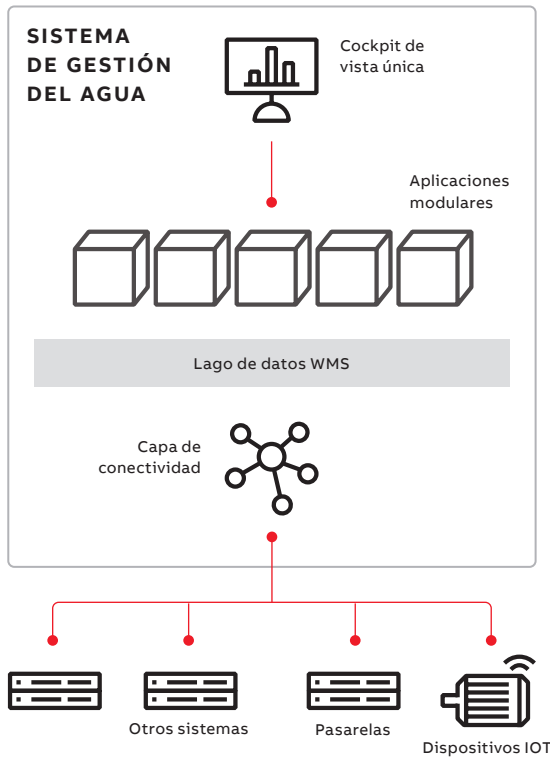 SISTEMA
DE GESTIÓN
DEL AGUA
Cockpit de
vista única
Aplicaciones
modulares
Lago de datos WMS
Capa de
conectividad
Otros sistemas
Pasarelas
Dispositivos IOT